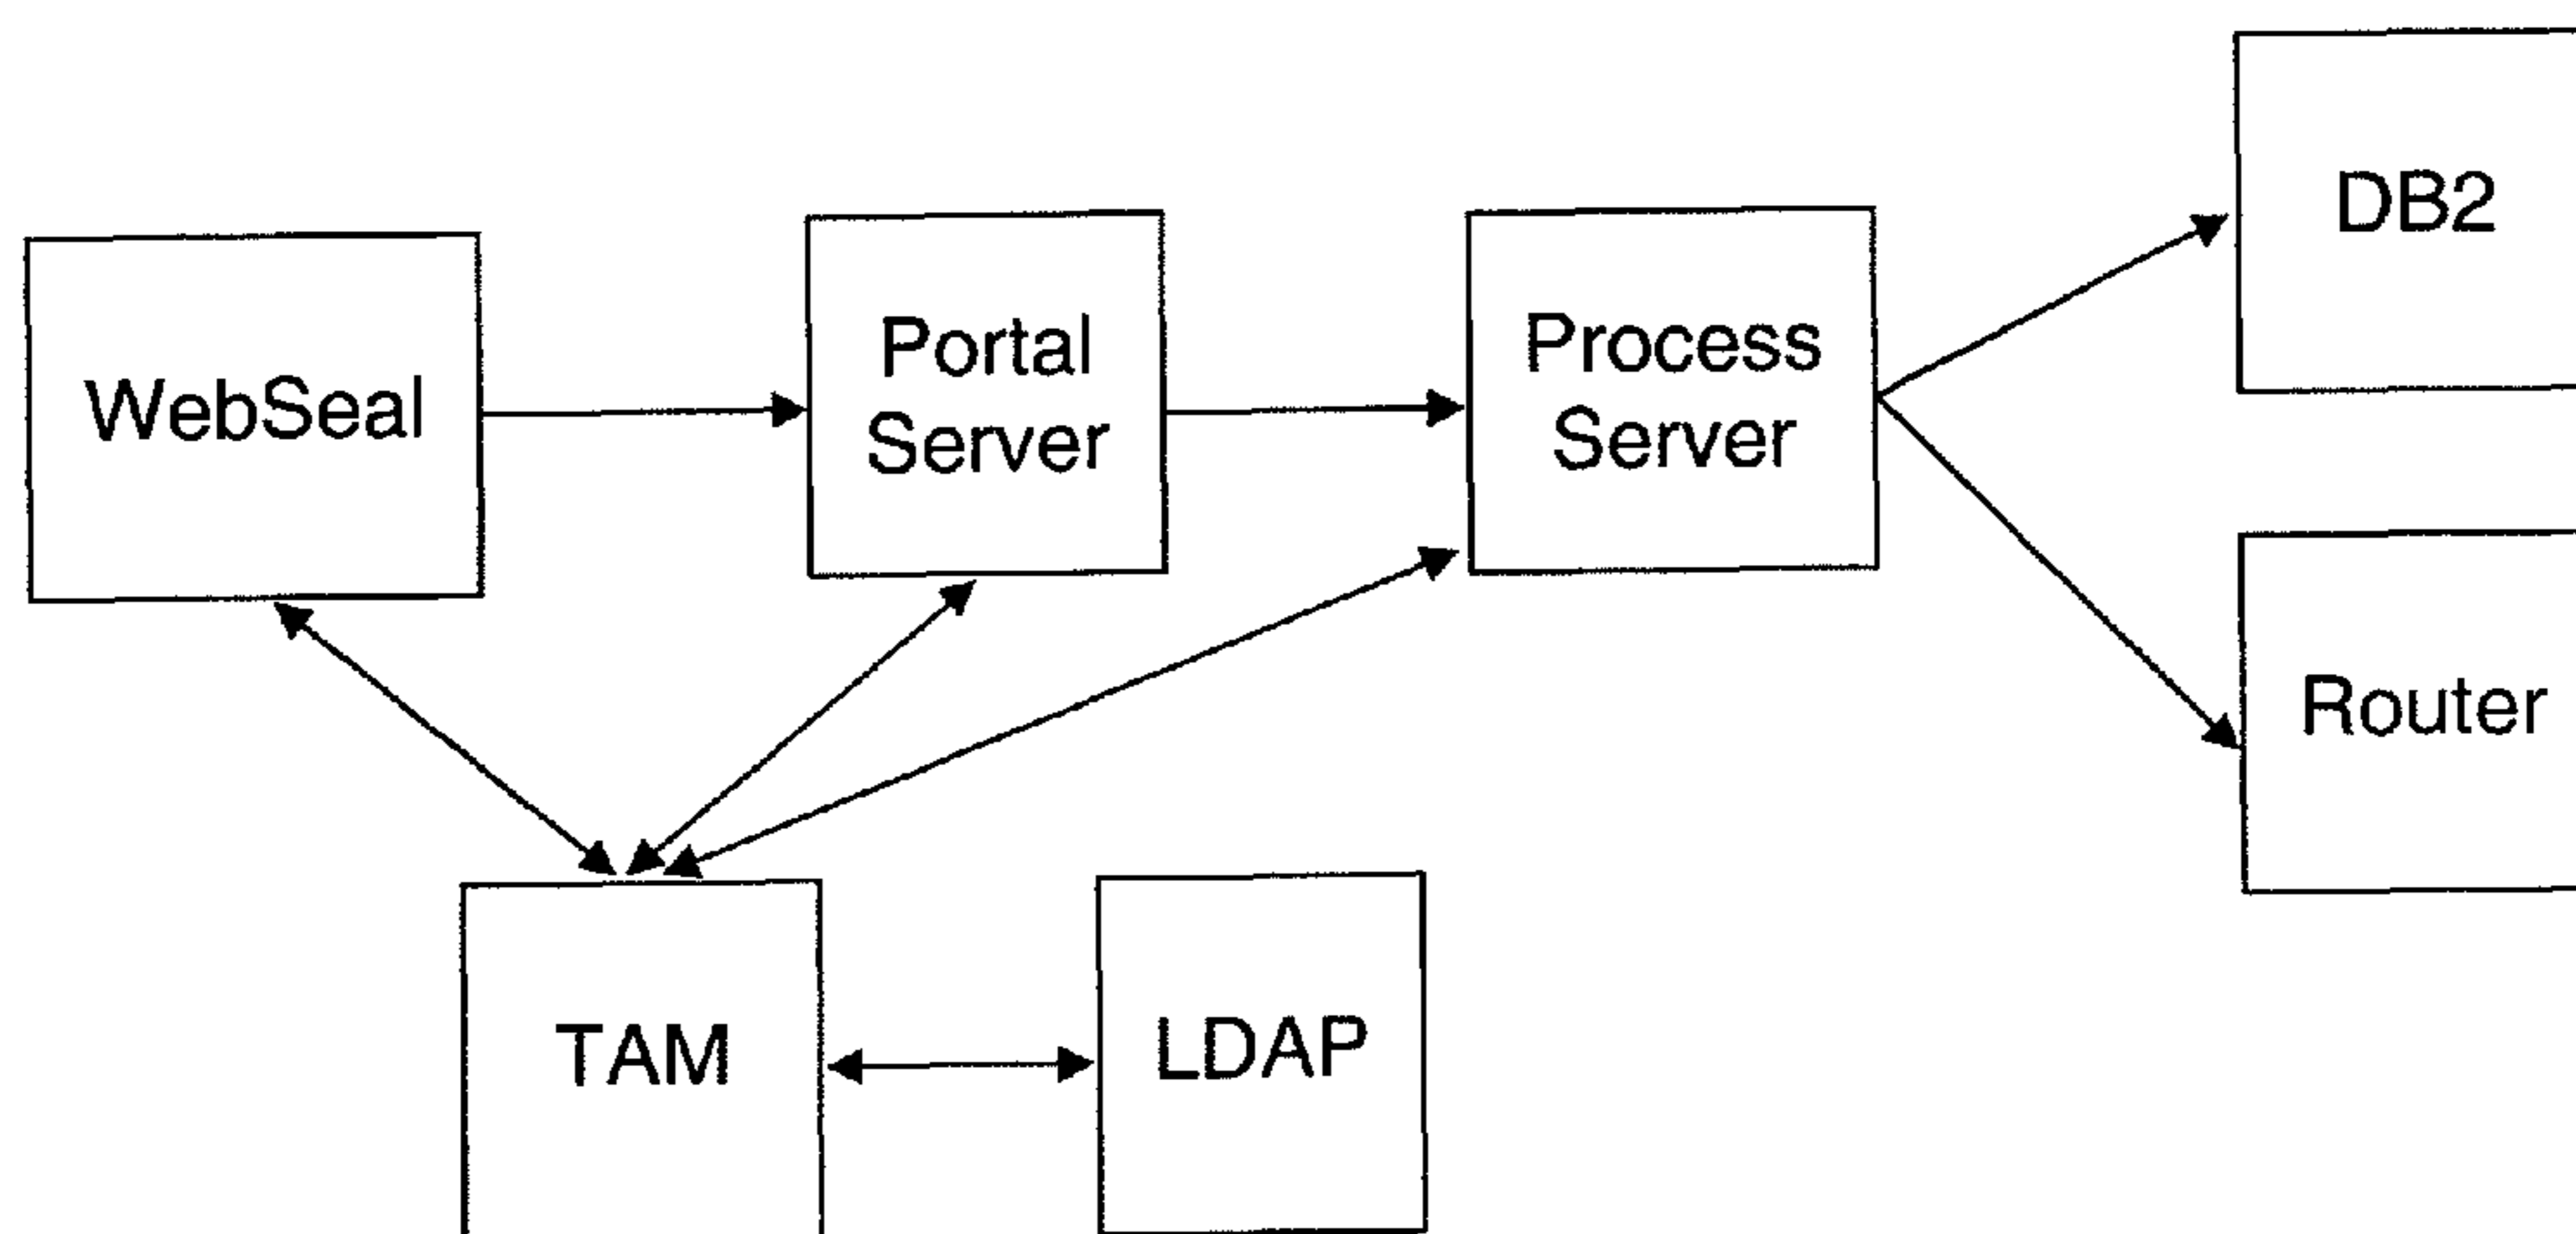 DB2
WebSeal
Portal
Server
Process
Server
Router
TAM
LDAP